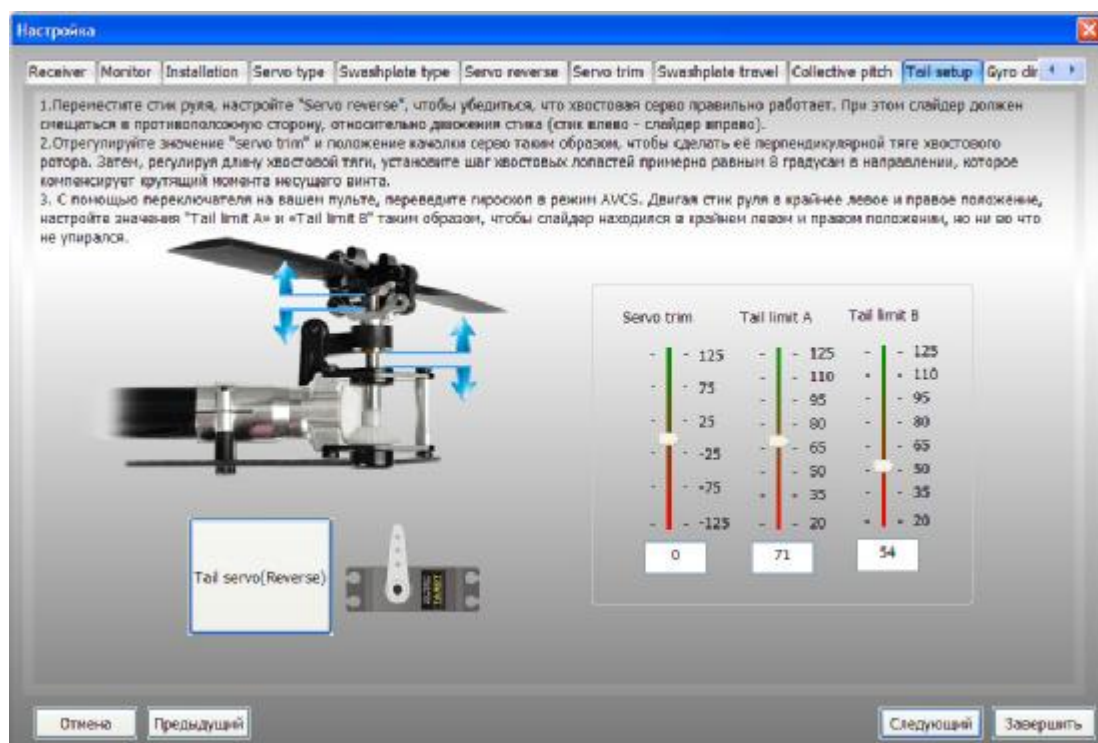 Настройка
Receiver Monitor Installation Servo type Swashplate type Servo reverse Servo trim Swashplate travel Collective pitch Tail setup Gyro dir
1.Переместите стик руля, настройте "Servo reverse", чтобы убедиться, что хвостовая серво правильно работает. При этом слайдер должен
смещаться в противоположную сторону, относительно движения стика (стик влево - слайдер вправо).
2.Отрегулируйте значение "servo trim" и положение качалки серво таким образом, чтобы сделать её перпендикулярной тяге хвостового
ротора. Затем, регулируя длину хвостовой тяги, установите шаг хвостовых лопастей примерно равным 8 градусам в направлении, которое
компенсирует крутящий момента несущего винта.
3. С помощью переключателя на вашем пульте, переведите гироскоп в режим AVCS. Двигая стик руля в крайнее левое и правое положение,
настройте значения "Tail limit A» и «Tail limit B" таким образом, чтобы слайдер находился в крайнем левом и правом положении, но ни во что
не упирался.
Servo trim Tail limit A Tail limit B
125 125 125
110 110
75 95 95
25 80 80
-25 65 65
50 50
-75 35 35
-125 20 20
0 71 54
Tail servo(Reverse)
TAROT
Отмена Предыдущий Следующий Завершить